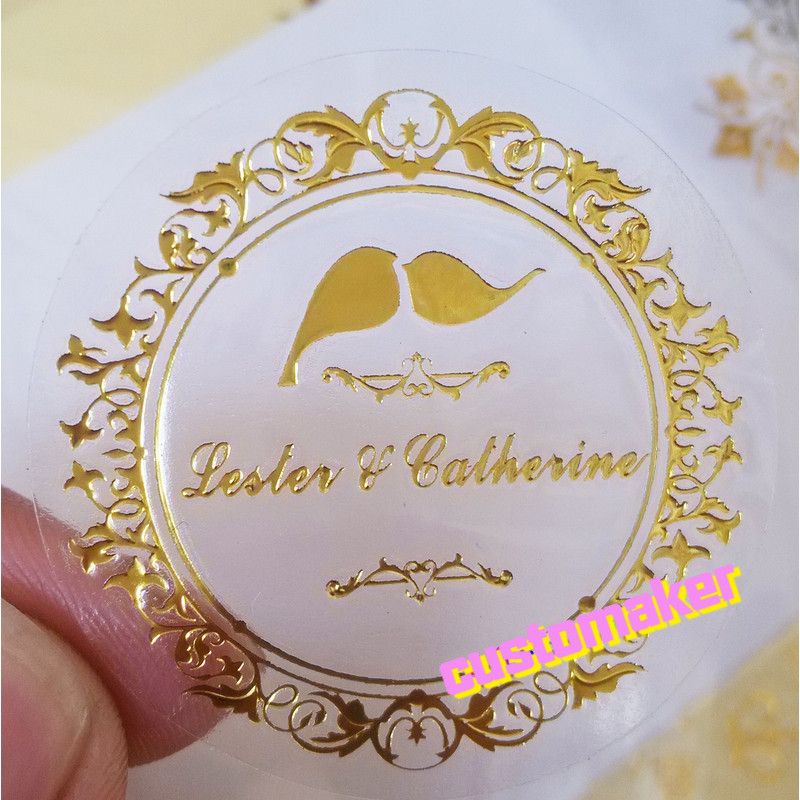 Lester & Catherine
customaker